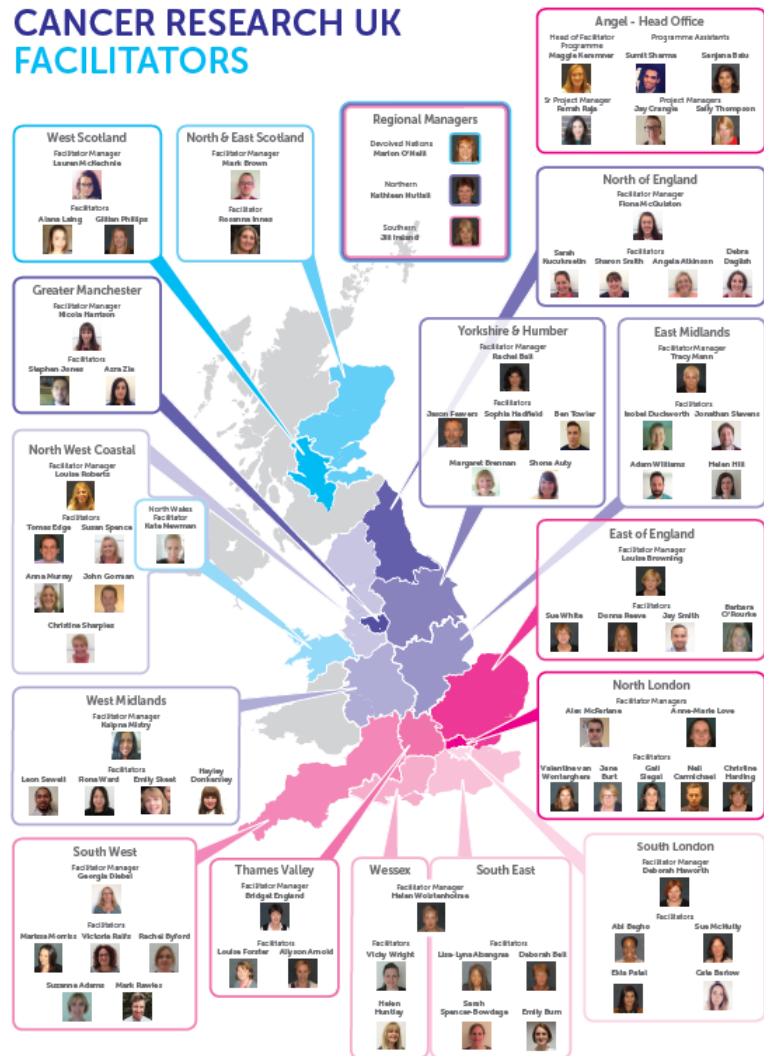 CANCER RESEARCH UK
FACILITATORS
Angel - Head Office
Head of Facilitator
Programme
Programme Assistants
Maggie Sumit Sharma Sanjana
Sr Project Manager
Project Managers
Farrah Raja Jay Crangle Sally Thompson
Regional Managers
Devolved Nations
Marion O'Neill
Northern
Kathleen Nuttall
Southern
Jill Ireland
West Scotland
Facilitator Manager
Lauren McKechnie
Facilitators
Alana Laing Gillian Phillips
North & East Scotland
Facilitator Manager
Mark Brown
Facilitator
Rosanna Innes
North of England
Facilitator Manager
Fiona McQuiston
Facilitators
Sarah
Sharon Smith Angela Atkinson
Debra
Daglish
Greater Manchester
Facilitator Manager
Nicola Harrison
Facilitators
Stephen Jones Azra Zia
Yorkshire & Humber
Facilitator Manager
Rachel Ball
Facilitators
Jason Feavers Sophia Hadfield Ben Towler
Margaret Brennan Shona Auty
East Midlands
Facilitator Manager
Tracy Mann
Facilitators
Isobel Duckworth Jonathan Stevens
Adam Williams Helen Hill
North West Coastal
Facilitator Manager
Louise Roberts
Facilitators
Tomas Edge Susan Spence
Anna Murray John Gorman
Christine Sharples
North Wales
Facilitator
Kate Newman
East of England
Facilitator Manager
Louise Browning
Facilitators
Sue White Donna Reeve Jay Smith
Barbara
O'Rourke
North London
Facilitator Managers
Alex McFarlane Anne-Marie Love
Facilitators
Valentine van
Wonterghem
Jane
Burt
Gali
Siegal
Neil
Carmichael
Christine
Harding
West Midlands
Facilitator Manager
Kalpna Mistry
Facilitators
Leon Sewell Rona Ward Emily Skeet
Hayley
Donkersley
South West
Facilitator Manager
Georgia Diebel
Facilitators
Marissa Morriss Victoria Ralfs Rachel Byford
Suzanne Adams Mark Rawles
Thames Valley
Facilitator Manager
Bridget England
Facilitators
Louise Forster Allyson Arnold
Wessex
South East
Facilitator Manager
Helen Wolstenholme
Facilitators
Vicky Wright
Helen
Huntley
Facilitators
Lisa-Lyna Deborah Bell
Sarah
Spencer-Bowdage
Emily Burn
South London
Facilitator Manager
Deborah Haworth
Facilitators
Abi Begho Sue McNulty
Ekta Patel Cate Barlow